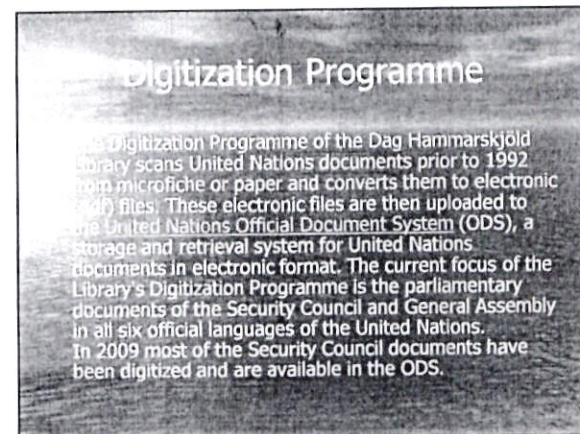 Digitization Programme
The Digitization Programme of the Dag Hammarskjöld
Library scans United Nations documents prior to 1992
from microfiche or paper and converts them to electronic
(pdf) files. These electronic files are then uploaded to
the United Nations Official Document System (ODS), a
storage and retrieval system for United Nations
documents in electronic format. The current focus of the
Library's Digitization Programme is the parliamentary
documents of the Security Council and General Assembly
in all six official languages of the United Nations.
In 2009 most of the Security Council documents have
been digitized and are available in the ODS.